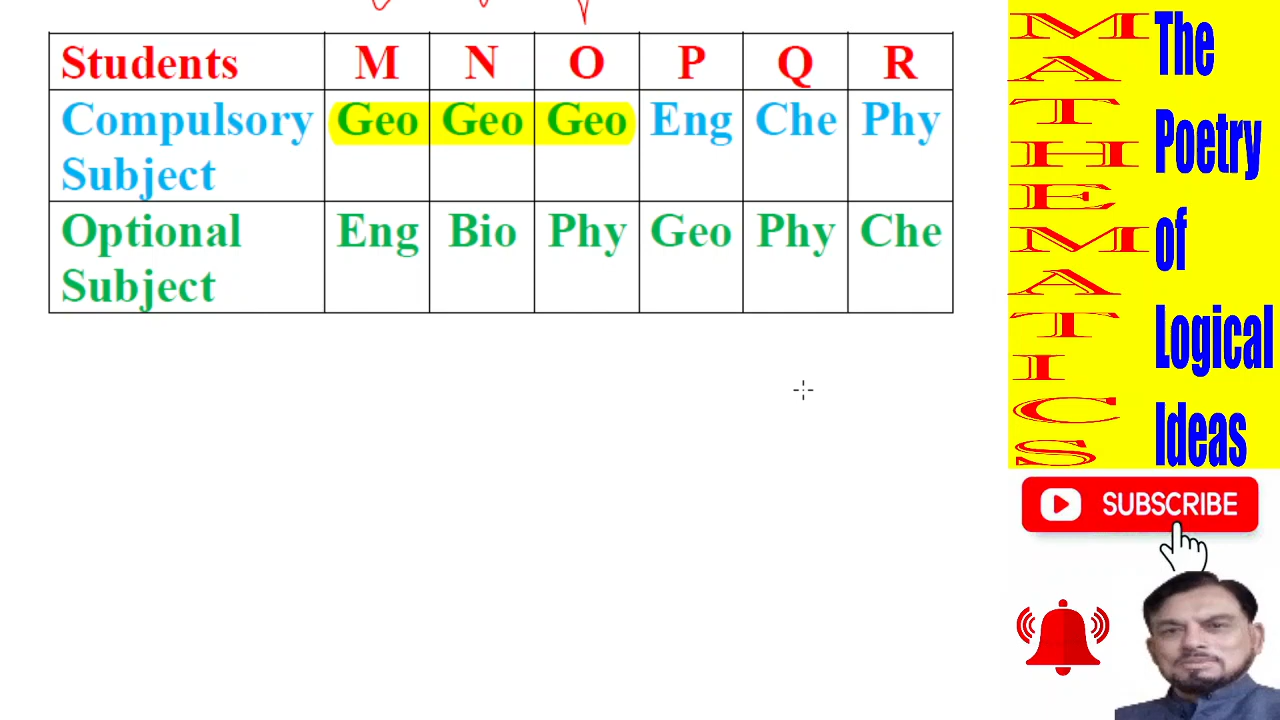 Students M N O P Q R
Compulsory Subject Geo Geo Geo Eng Che Phy
Optional Subject Eng Bio Phy Geo Phy Che
MATHEMATICS
The
Poetry
of
Logical
Ideas
SUBSCRIBE